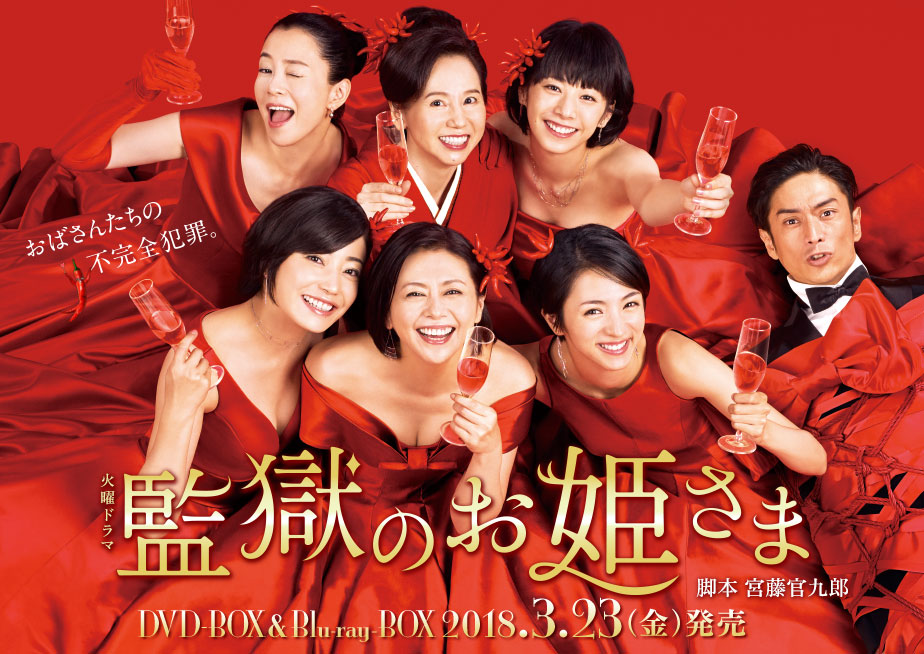 おばさんたちの
不完全犯罪。
火曜ドラマ
監獄のお姫さま
脚本 宮藤官九郎
DVD-BOX & Blu-ray-BOX 2018.3.23(金)発売